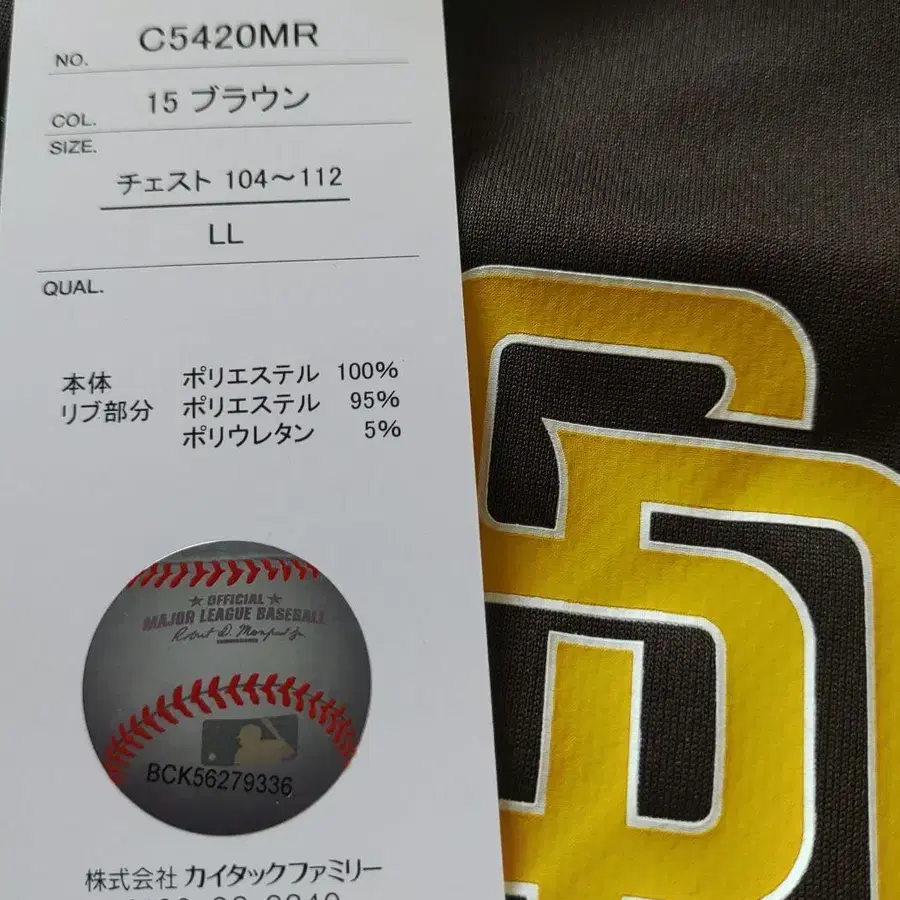 NO. C5420MR
COL. 15 ブラウン
SIZE.
チェスト 104～112
LL
QUAL.
本体 ポリエステル 100%
リブ部分 ポリエステル 95%
ポリウレタン 5%
★ OFFICIAL ★
MAJOR LEAGUE BASEBALL
BCK56279336
株式会社 カイタックファミリー
SD